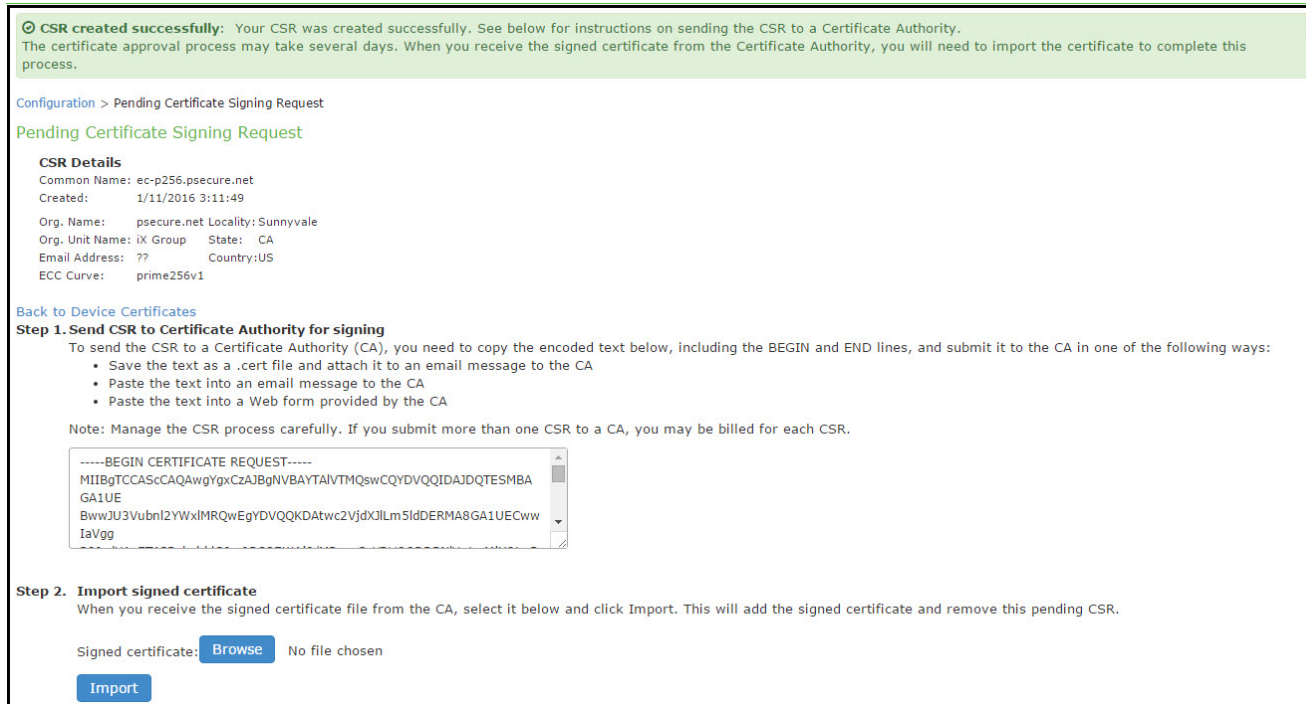 CSR created successfully: Your CSR was created successfully. See below for instructions on sending the CSR to a Certificate Authority.
The certificate approval process may take several days. When you receive the signed certificate from the Certificate Authority, you will need to import the certificate to complete this
process.
Configuration > Pending Certificate Signing Request
Pending Certificate Signing Request
CSR Details
Common Name: ec-p256.psecure.net
Created: 1/11/2016 3:11:49
Org. Name: psecure.net Locality: Sunnyvale
Org. Unit Name: iX Group State: CA
Email Address: ?? Country:US
ECC Curve: prime256v1
Back to Device Certificates
Step 1. Send CSR to Certificate Authority for signing
To send the CSR to a Certificate Authority (CA), you need to copy the encoded text below, including the BEGIN and END lines, and submit it to the CA in one of the following ways:
• Save the text as a .cert file and attach it to an email message to the CA
• Paste the text into an email message to the CA
• Paste the text into a Web form provided by the CA
Note: Manage the CSR process carefully. If you submit more than one CSR to a CA, you may be billed for each CSR.
-----BEGIN CERTIFICATE REQUEST-----
MIIBgTCCAScCAQAwgYgxCzAJBgNVBAYTAlVTMQswCQYDVQQIDAJDQTESMBA
GA1UE
BwwJU3Vubnl2YWxlMRQwEgYDVQQKDAtwc2VjdXJlLm5ldDERMA8GA1UECww
IaVgg
Step 2. Import signed certificate
When you receive the signed certificate file from the CA, select it below and click Import. This will add the signed certificate and remove this pending CSR.
Signed certificate: Browse No file chosen
Import